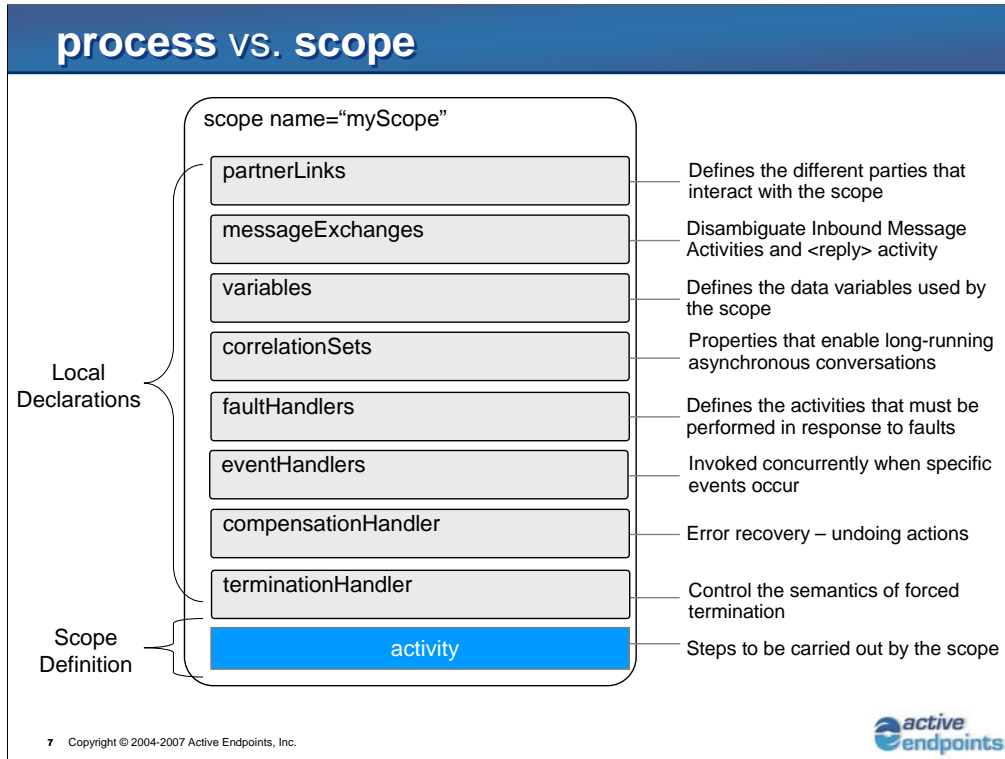 process vs. scope
scope name=“myScope”
partnerLinks
Defines the different parties that
interact with the scope
messageExchanges
Disambiguate Inbound Message
Activities and <reply> activity
variables
Defines the data variables used by
the scope
correlationSets
Properties that enable long-running
asynchronous conversations
Local
Declarations
faultHandlers
Defines the activities that must be
performed in response to faults
eventHandlers
Invoked concurrently when specific
events occur
compensationHandler
Error recovery – undoing actions
terminationHandler
Control the semantics of forced
termination
Scope
Definition
activity
Steps to be carried out by the scope
7 Copyright © 2004-2007 Active Endpoints, Inc.
active
endpoints